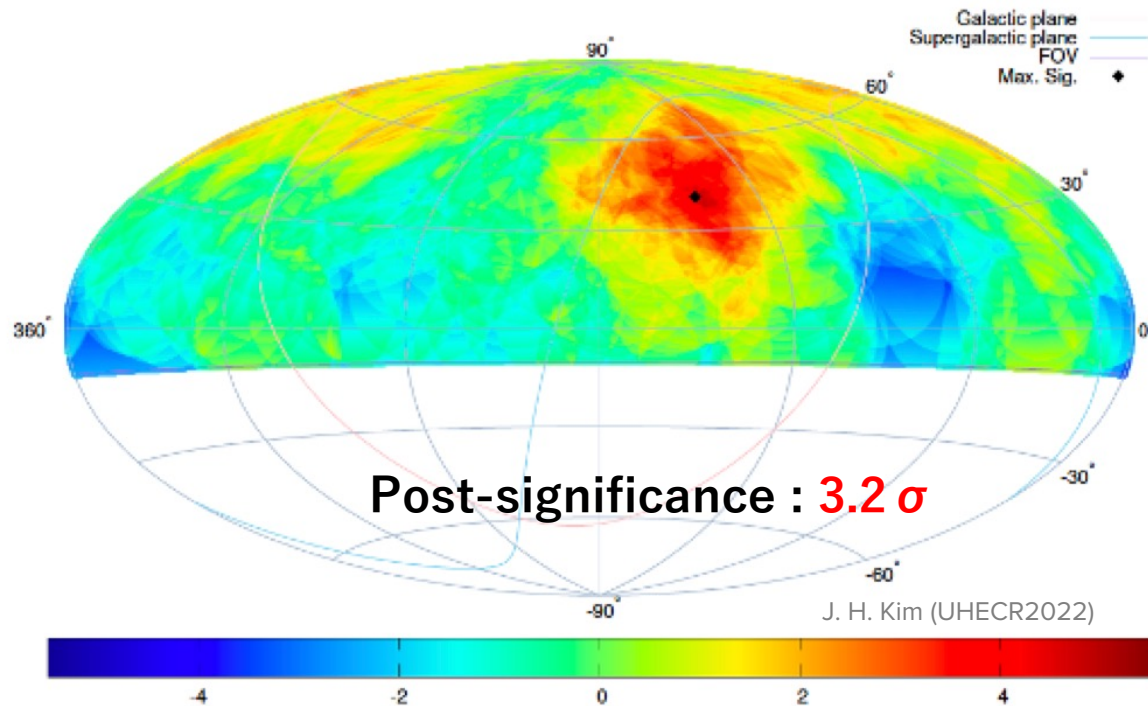 Galactic plane
Supergalactic plane
FOV
Max. Sig.
90°
60°
30°
360°
0
-30°
Post-significance : 3.2 σ
-60°
-90°
J. H. Kim (UHECR2022)
-4 -2 0 2 4